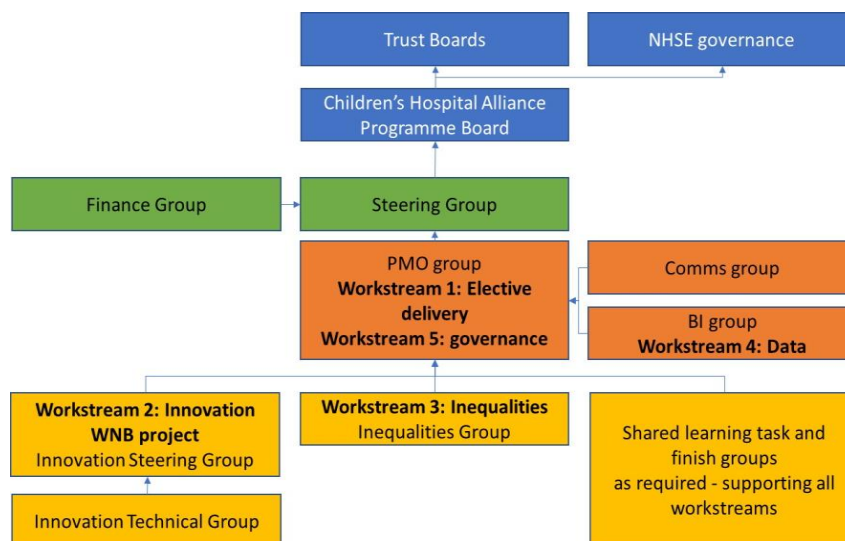 Trust Boards
NHSE governance
Children's Hospital Alliance
Programme Board
Finance Group
Steering Group
PMO group
Workstream 1: Elective
delivery
Workstream 5: governance
Comms group
BI group
Workstream 4: Data
Workstream 2: Innovation
WNB project
Innovation Steering Group
Workstream 3: Inequalities
Inequalities Group
Shared learning task and
finish groups
as required - supporting all
workstreams
Innovation Technical Group